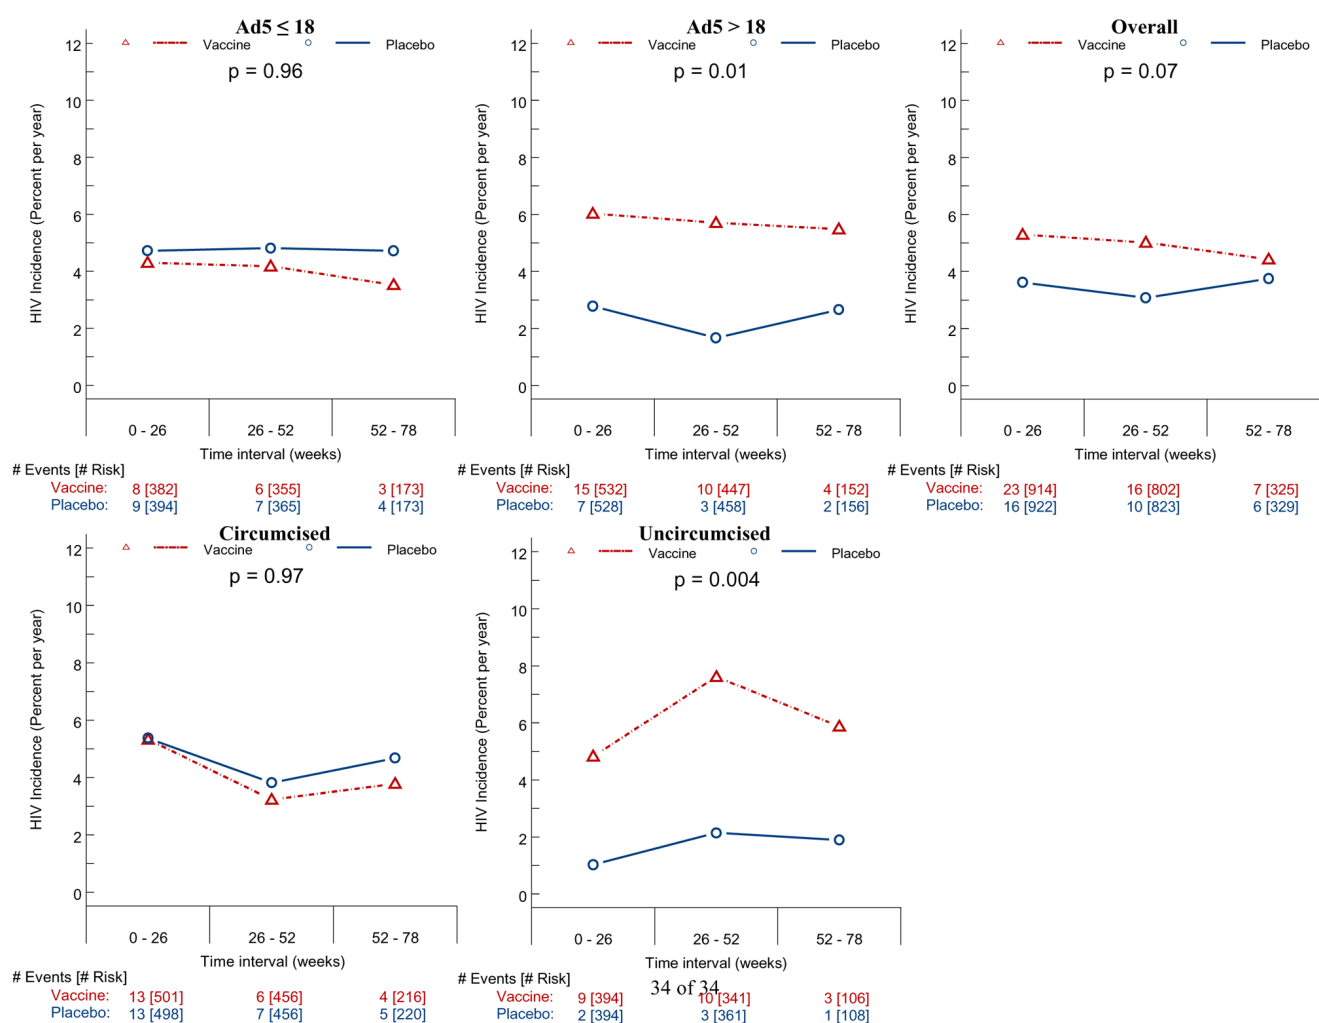 Ad5 ≤ 18
Vaccine Placebo
p = 0.96
HIV Incidence (Percent per year)
12
10
8
6
4
2
0
0 - 26 26 - 52 52 - 78
Time interval (weeks)
# Events [# Risk]
Vaccine: 8 [382] 6 [355] 3 [173]
Placebo: 9 [394] 7 [365] 4 [173]
Ad5 > 18
Vaccine Placebo
p = 0.01
HIV Incidence (Percent per year)
12
10
8
6
4
2
0
0 - 26 26 - 52 52 - 78
Time interval (weeks)
# Events [# Risk]
Vaccine: 15 [532] 10 [447] 4 [152]
Placebo: 7 [528] 3 [458] 2 [156]
Overall
Vaccine Placebo
p = 0.07
HIV Incidence (Percent per year)
12
10
8
6
4
2
0
0 - 26 26 - 52 52 - 78
Time interval (weeks)
# Events [# Risk]
Vaccine: 23 [914] 16 [802] 7 [325]
Placebo: 16 [922] 10 [823] 6 [329]
Circumcised
Vaccine Placebo
p = 0.97
HIV Incidence (Percent per year)
12
10
8
6
4
2
0
0 - 26 26 - 52 52 - 78
Time interval (weeks)
# Events [# Risk]
Vaccine: 13 [501] 6 [456] 4 [216]
Placebo: 13 [498] 7 [456] 5 [220]
Uncircumcised
Vaccine Placebo
p = 0.004
HIV Incidence (Percent per year)
12
10
8
6
4
2
0
0 - 26 26 - 52 52 - 78
Time interval (weeks)
# Events [# Risk]
34 of 34
Vaccine: 9 [394] 10 [341] 3 [106]
Placebo: 2 [394] 3 [361] 1 [108]